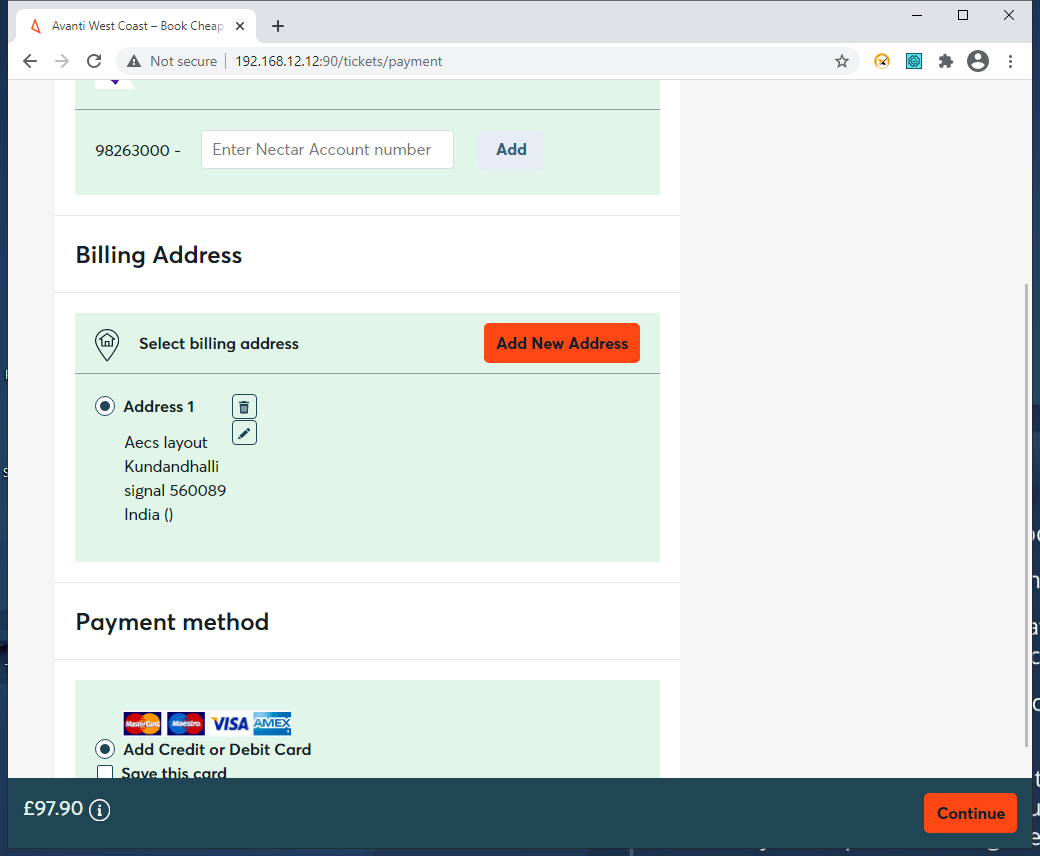 Avanti West Coast – Book Cheap
Not secure
192.168.12.12:90/tickets/payment
98263000 -
Enter Nectar Account number
Add
Billing Address
Select billing address
Add New Address
Address 1
Aecs layout
Kundandhalli
signal 560089
India ()
Payment method
MasterCard Maestro VISA AMEX
Add Credit or Debit Card
Save this card
£97.90
Continue